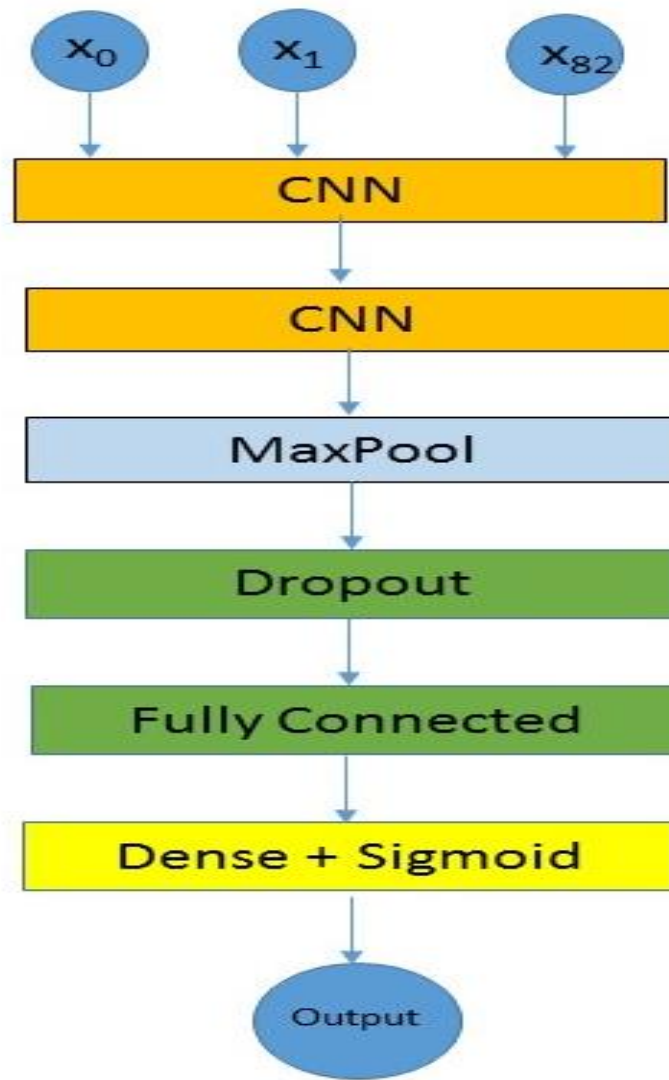 x0 x1 x82
CNN
CNN
MaxPool
Dropout
Fully Connected
Dense + Sigmoid
Output